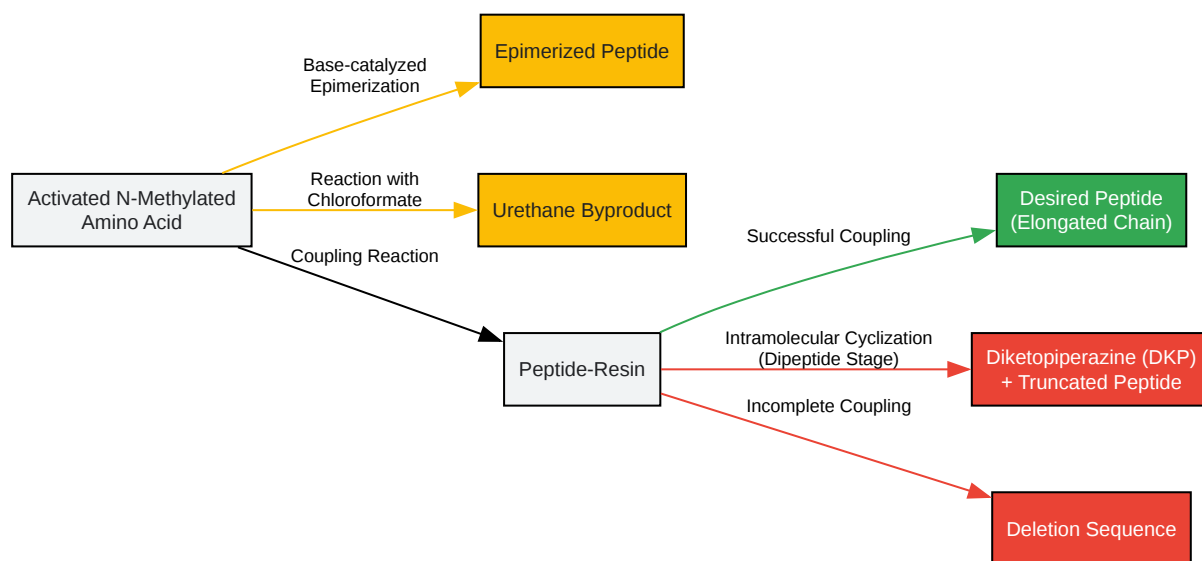 Epimerized Peptide
Base-catalyzed
Epimerization
Activated N-Methylated
Amino Acid
Reaction with
Chloroformate
Urethane Byproduct
Coupling Reaction
Peptide-Resin
Successful Coupling
Desired Peptide
(Elongated Chain)
Intramolecular Cyclization
(Dipeptide Stage)
Diketopiperazine (DKP)
+ Truncated Peptide
Incomplete Coupling
Deletion Sequence